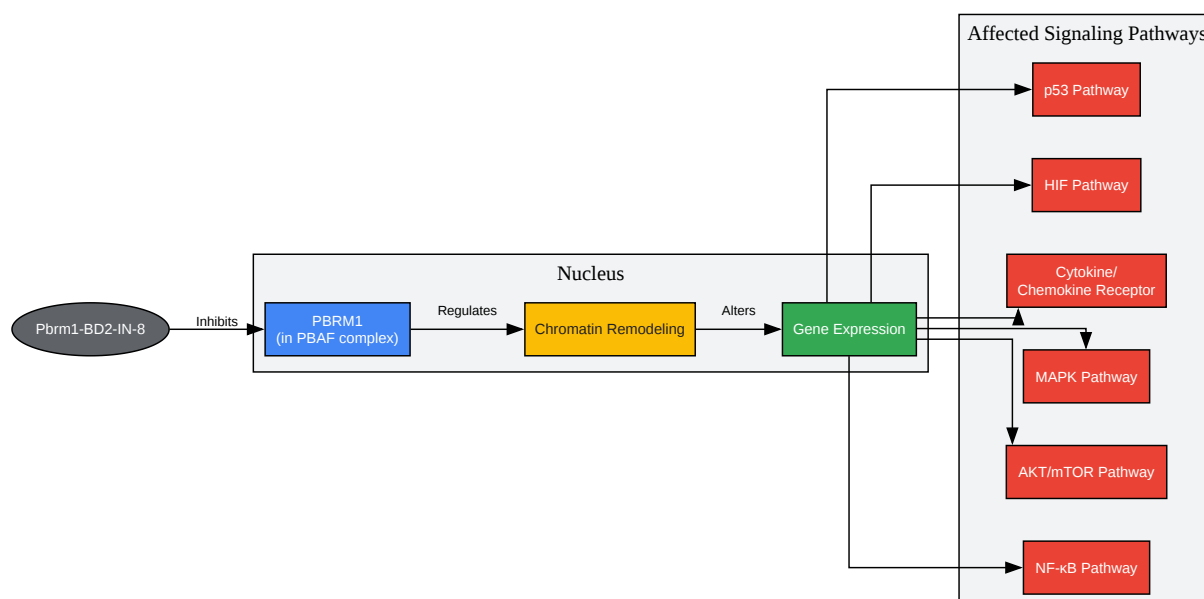 Affected Signaling Pathways
p53 Pathway
HIF Pathway
Nucleus
Cytokine/
Chemokine Receptor
Pbrm1-BD2-IN-8
Inhibits
PBRM1
(in PBAF complex)
Regulates
Chromatin Remodeling
Alters
Gene Expression
MAPK Pathway
AKT/mTOR Pathway
NF-κB Pathway